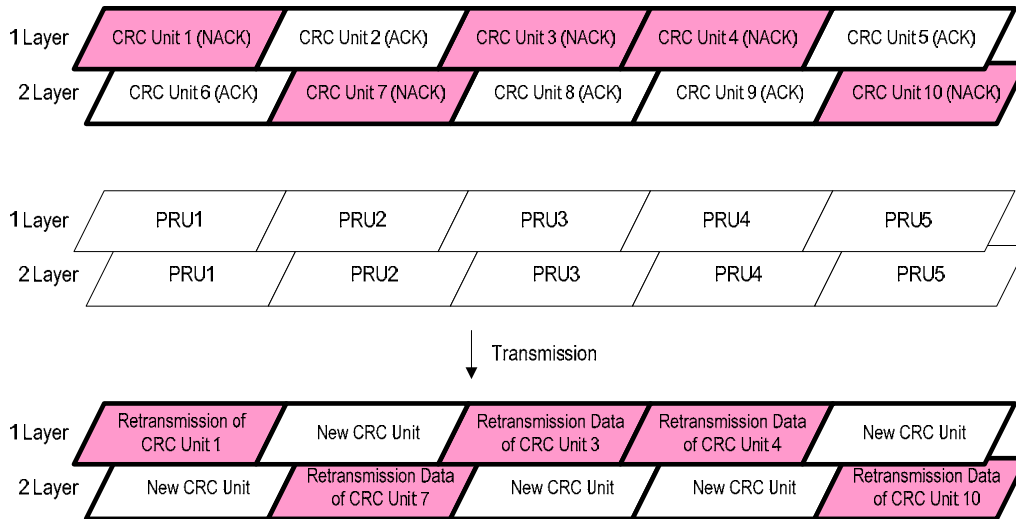 1 Layer CRC Unit 1 (NACK) CRC Unit 2 (ACK) CRC Unit 3 (NACK) CRC Unit 4 (NACK) CRC Unit 5 (ACK)
2 Layer CRC Unit 6 (ACK) CRC Unit 7 (NACK) CRC Unit 8 (ACK) CRC Unit 9 (ACK) CRC Unit 10 (NACK)
1 Layer PRU1 PRU2 PRU3 PRU4 PRU5
2 Layer PRU1 PRU2 PRU3 PRU4 PRU5
Transmission
1 Layer
Retransmission of
CRC Unit 1
New CRC Unit
Retransmission Data
of CRC Unit 3
Retransmission Data
of CRC Unit 4
New CRC Unit
2 Layer
New CRC Unit
Retransmission Data
of CRC Unit 7
New CRC Unit
New CRC Unit
Retransmission Data
of CRC Unit 10